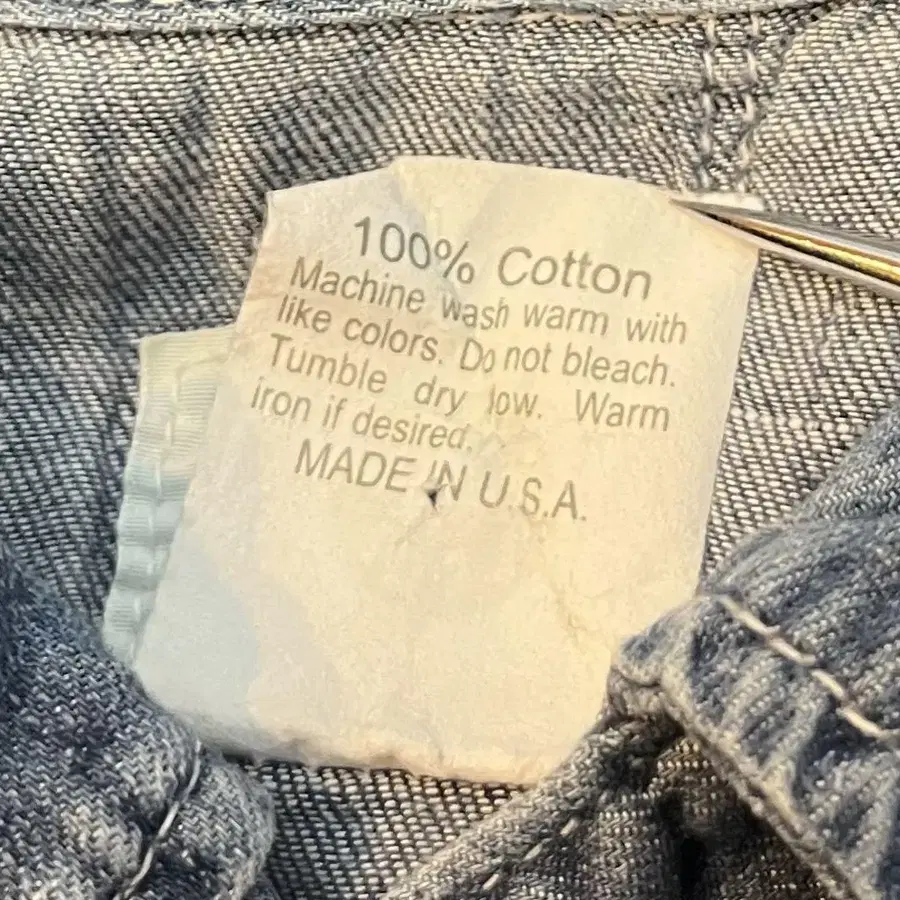 100% Cotton
Machine wash warm with
like colors. Do not bleach.
Tumble dry low. Warm
iron if desired.
MADE IN U.S.A.